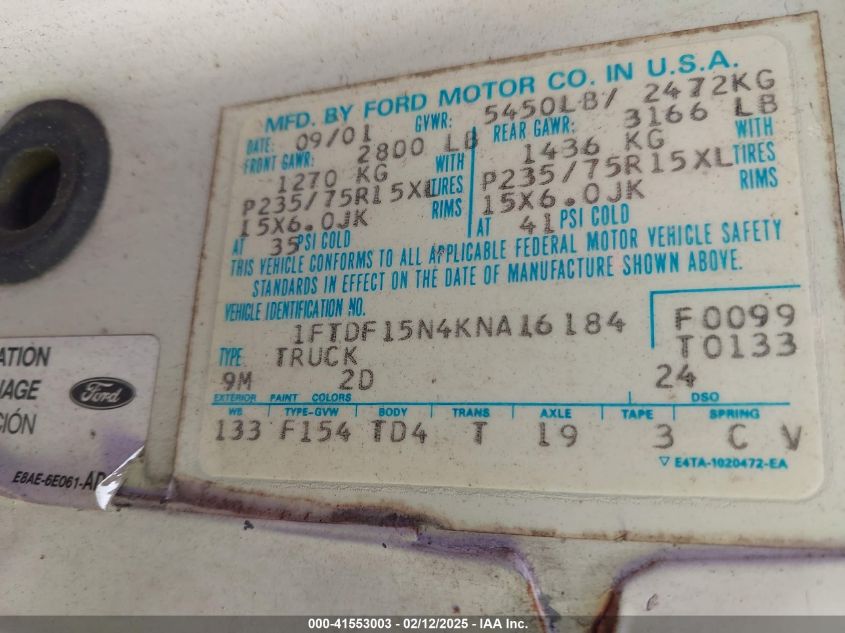 MFD. BY FORD MOTOR CO. IN U.S.A.
DATE: 09/01 GVWR: 5450LB/ 2472KG
FRONT GAWR: 2800 LB REAR GAWR: 3166 LB
1270 KG WITH 1436 KG WITH
P235/75R15XL TIRES P235/75R15XL TIRES
15X6.0JK RIMS 15X6.0JK RIMS
AT 35 PSI COLD AT 41 PSI COLD
THIS VEHICLE CONFORMS TO ALL APPLICABLE FEDERAL MOTOR VEHICLE SAFETY
STANDARDS IN EFFECT ON THE DATE OF MANUFACTURE SHOWN ABOVE.
VEHICLE IDENTIFICATION NO.
1FTDF15N4KNA16184 F0099
TYPE TRUCK T0133
9M 2D 24
EXTERIOR PAINT COLORS DSO
WB TYPE-GVW BODY TRANS AXLE TAPE SPRING
133 F154 TD4 T 19 3 C V
▽ E4TA-1020472-EA
ATION
NAGE
CIÓN
Ford
E8AE-6E061-AD
000-41553003 - 02/12/2025 - IAA Inc.